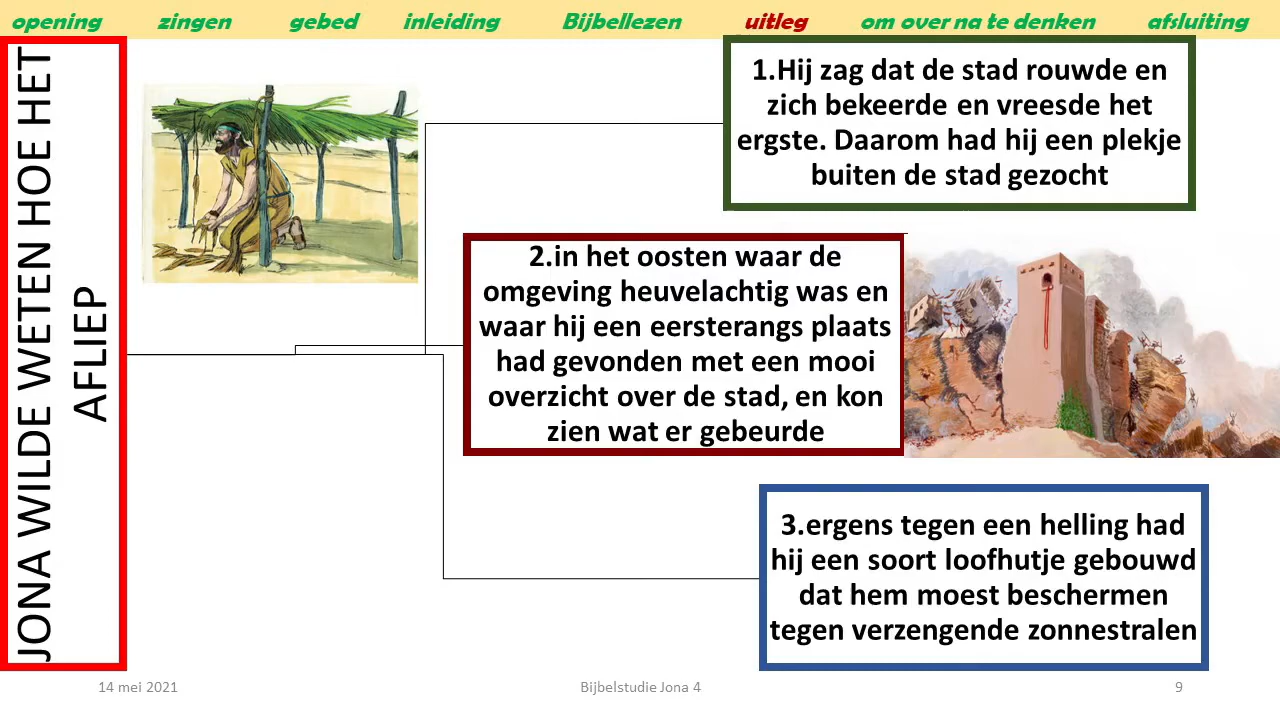 opening zingen gebed inleiding Bijbellezen uitleg om over na te denken afsluiting
JONA WILDE WETEN HOE HET
AFLIEP
1.Hij zag dat de stad rouwde en
zich bekeerde en vreesde het
ergste. Daarom had hij een plekje
buiten de stad gezocht
2.in het oosten waar de
omgeving heuvelachtig was en
waar hij een eersterangs plaats
had gevonden met een mooi
overzicht over de stad, en kon
zien wat er gebeurde
3.ergens tegen een helling had
hij een soort loofhutje gebouwd
dat hem moest beschermen
tegen verzengende zonnestralen
14 mei 2021 Bijbelstudie Jona 4 9